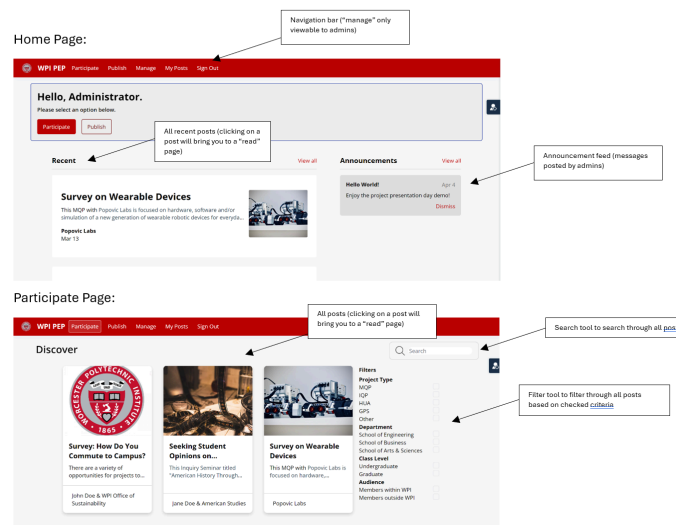 Home Page:
Navigation bar ("manage" only
viewable to admins)
WPI PEP Participate Publish Manage My Posts Sign Out
Hello, Administrator.
Please select an option below.
Participate Publish
All recent posts (clicking on a
post will bring you to a "read"
page)
Recent View all
Announcements View all
Announcement feed (messages
posted by admins)
Survey on Wearable Devices
This MQP with Popovic Labs is focused on hardware, software and/or
simulation of a new generation of wearable robotic devices for everyda...
Popovic Labs
Mar 13
Hello World! Apr 4
Enjoy the project presentation day demo!
Dismiss
Participate Page:
All posts (clicking on a post will
bring you to a "read" page)
WPI PEP Participate Publish Manage My Posts Sign Out
Search tool to search through all pos
Discover
Search
WORCESTER POLYTECHNIC INSTITUTE
1865
Survey: How Do You
Commute to Campus?
There are a variety of
opportunities for projects to...
John Doe & WPI Office of
Sustainability
Seeking Student
Opinions on...
This Inquiry Seminar titled
"American History Through...
Jane Doe & American Studies
Survey on Wearable
Devices
This MQP with Popovic Labs is
focused on hardware,...
Popovic Labs
Filters
Project Type
MQP
IQP
HUA
GPS
Other
Department
School of Engineering
School of Business
School of Arts & Sciences
Class Level
Undergraduate
Graduate
Audience
Members within WPI
Members outside WPI
Filter tool to filter through all posts
based on checked criteria